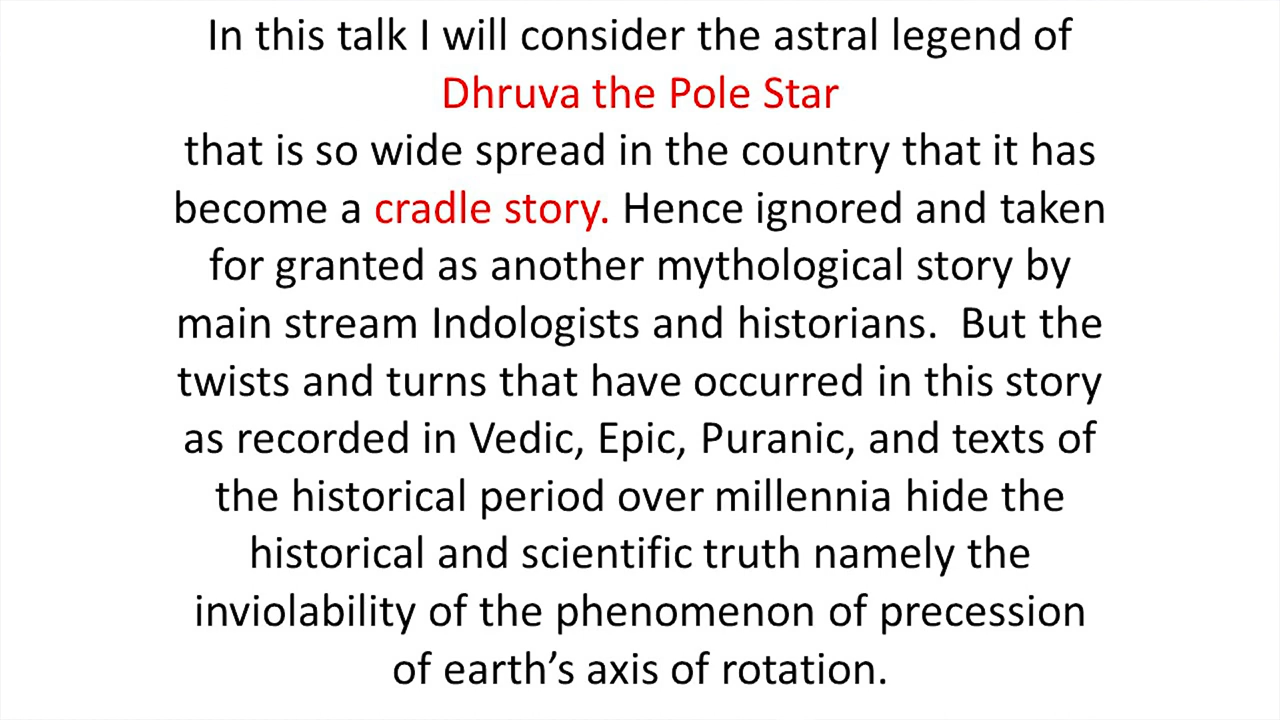 In this talk I will consider the astral legend of
Dhruva the Pole Star
that is so wide spread in the country that it has
become a cradle story. Hence ignored and taken
for granted as another mythological story by
main stream Indologists and historians.  But the
twists and turns that have occurred in this story
as recorded in Vedic, Epic, Puranic, and texts of
the historical period over millennia hide the
historical and scientific truth namely the
inviolability of the phenomenon of precession
of earth’s axis of rotation.